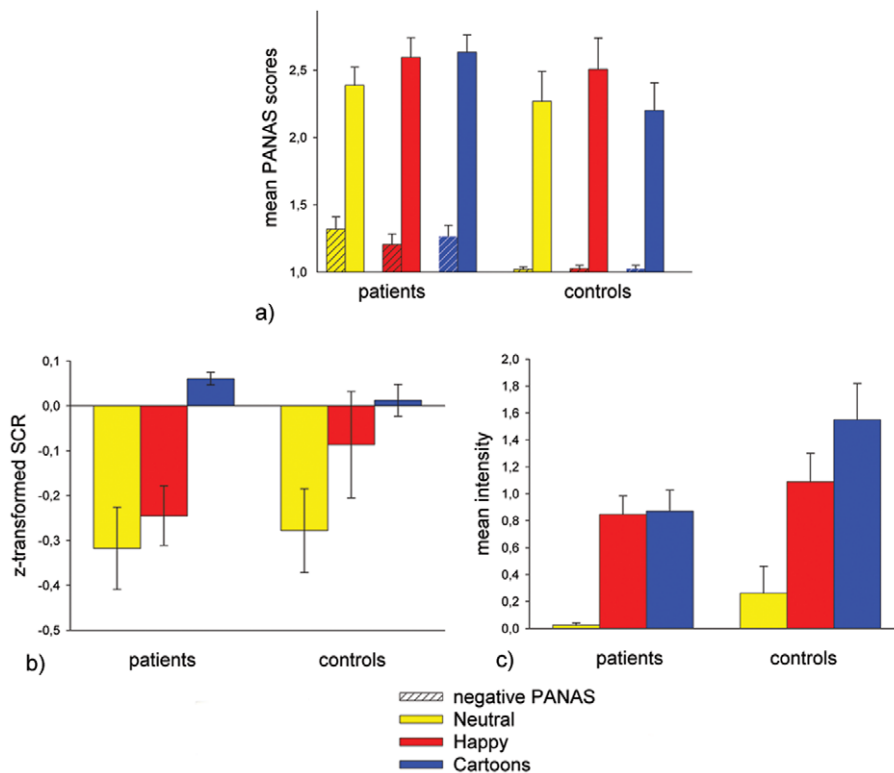 mean PANAS scores
2,5
2,0
1,5
1,0
patients
controls
a)
z-transformed SCR
0,1
0,0
-0,1
-0,2
-0,3
-0,4
-0,5
patients
controls
b)
mean intensity
2,0
1,8
1,6
1,4
1,2
1,0
0,8
0,6
0,4
0,2
0,0
patients
controls
c)
negative PANAS
Neutral
Happy
Cartoons